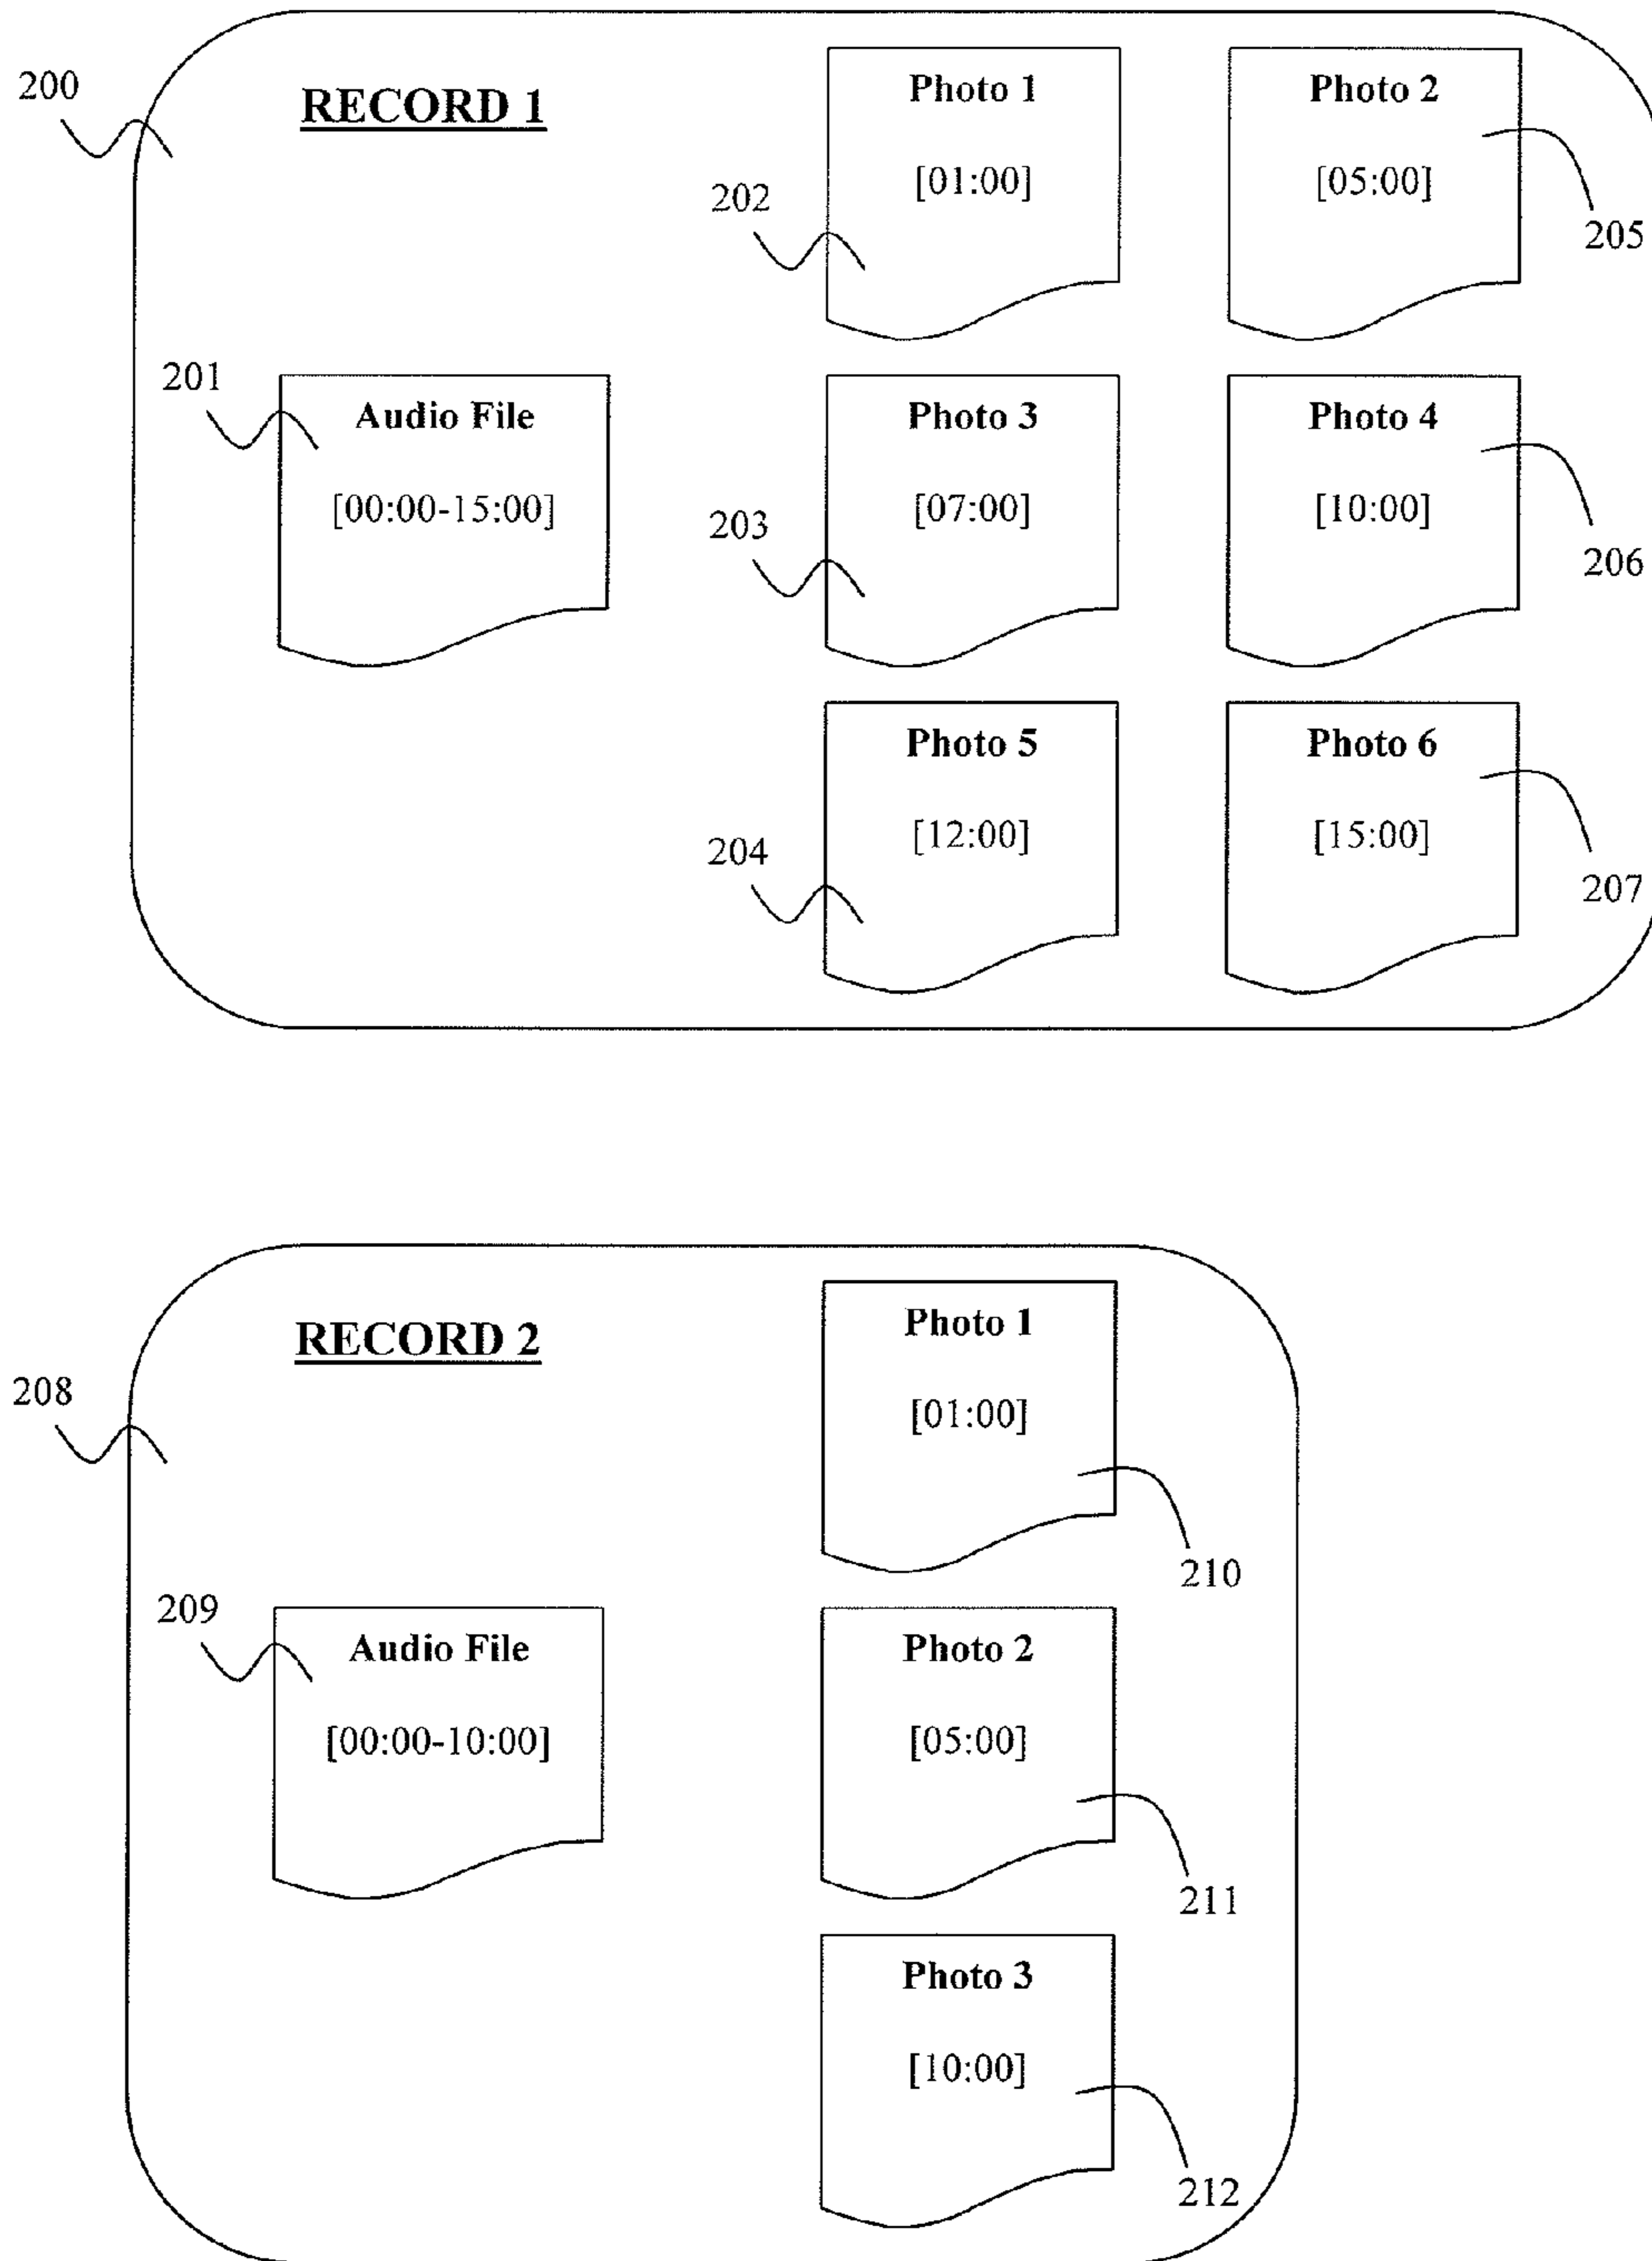 200
RECORD 1
Photo 1
[01:00]
202
Photo 2
[05:00]
205
201
Audio File
[00:00-15:00]
Photo 3
[07:00]
203
Photo 4
[10:00]
206
Photo 5
[12:00]
204
Photo 6
[15:00]
207
RECORD 2
208
Photo 1
[01:00]
210
209
Audio File
[00:00-10:00]
Photo 2
[05:00]
211
Photo 3
[10:00]
212